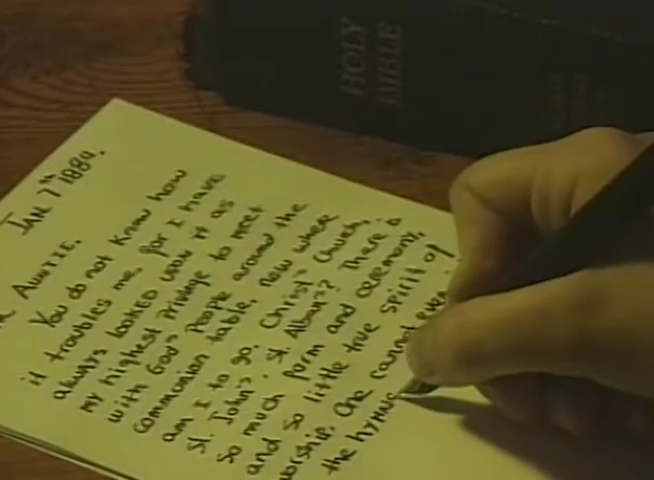 HOLY
BIBLE
JAN. 7th 1884.
AUNTIE,
You do not know how
it troubles me, for I have
always looked upon it as
my highest privilege to meet
with God's People around the
communion table, now where
am I to go, Christ's Church,
St. John's, St. Albans? There is
so much form and ceremony,
and so little true spirit of
worship. One cannot even
the hymns